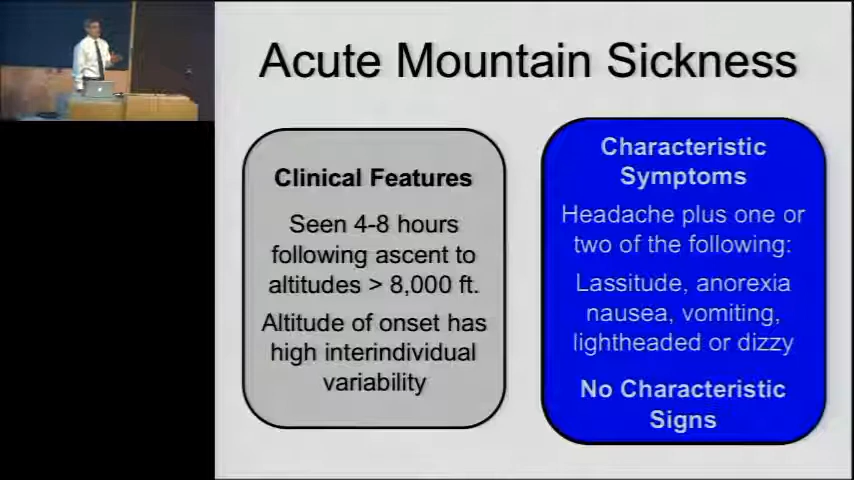 Acute Mountain Sickness
Clinical Features
Seen 4-8 hours
following ascent to
altitudes > 8,000 ft.
Altitude of onset has
high interindividual
variability
Characteristic
Symptoms
Headache plus one or
two of the following:
Lassitude, anorexia
nausea, vomiting,
lightheaded or dizzy
No Characteristic
Signs